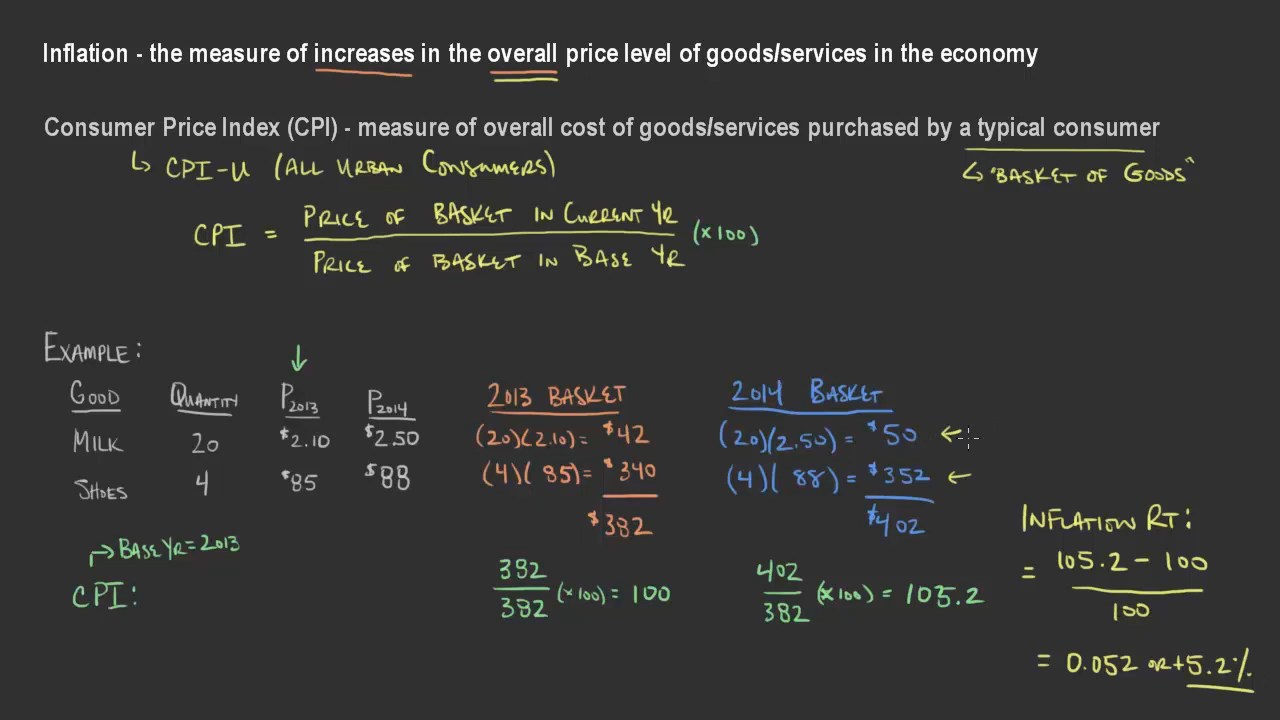 Inflation - the measure of increases in the overall price level of goods/services in the economy
Consumer Price Index (CPI) - measure of overall cost of goods/services purchased by a typical consumer
↳ CPI-U (ALL URBAN CONSUMERS)
↳ "BASKET OF GOODS"
CPI = PRICE OF BASKET IN CURRENT YR / PRICE OF BASKET IN BASE YR (×100)
EXAMPLE:
GOOD QUANTITY P2013 P2014
MILK 20 $2.10 $2.50
SHOES 4 $85 $88
2013 BASKET
(20)(2.10) = $42
(4)(85) = $340
$382
2014 BASKET
(20)(2.50) = $50 ←
(4)(88) = $352 ←
$402
↱ BASE YR = 2013
CPI:
382/382 (×100) = 100
402/382 (×100) = 105.2
INFLATION RT:
= 105.2 - 100 / 100
= 0.052 OR +5.2%